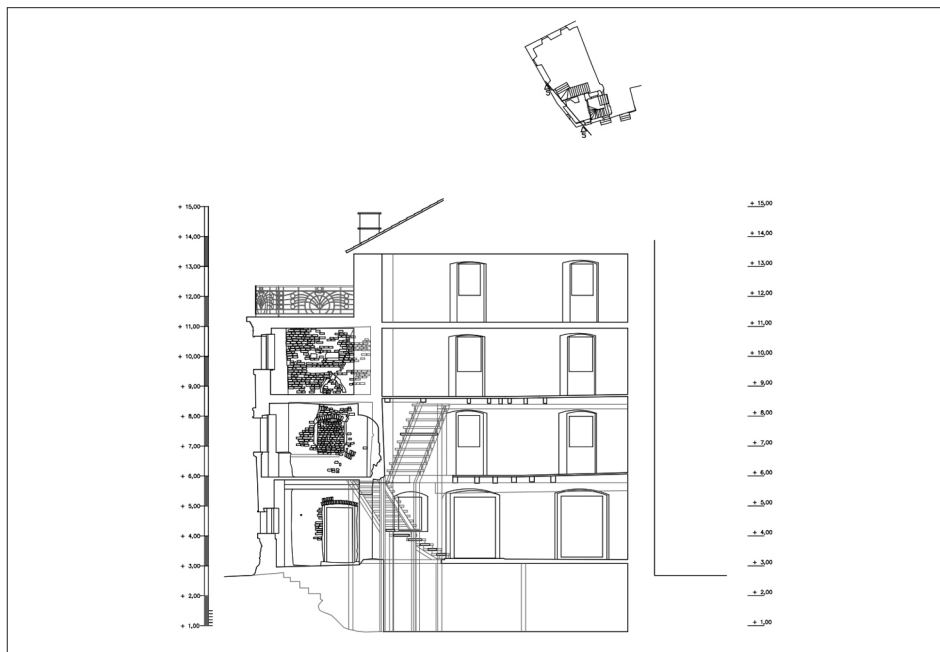 S
S
+ 15,00 + 15,00
+ 14,00 + 14,00
+ 13,00 + 13,00
+ 12,00 + 12,00
+ 11,00 + 11,00
+ 10,00 + 10,00
+ 9,00 + 9,00
+ 8,00 + 8,00
+ 7,00 + 7,00
+ 6,00 + 6,00
+ 5,00 + 5,00
+ 4,00 + 4,00
+ 3,00 + 3,00
+ 2,00 + 2,00
+ 1,00 + 1,00